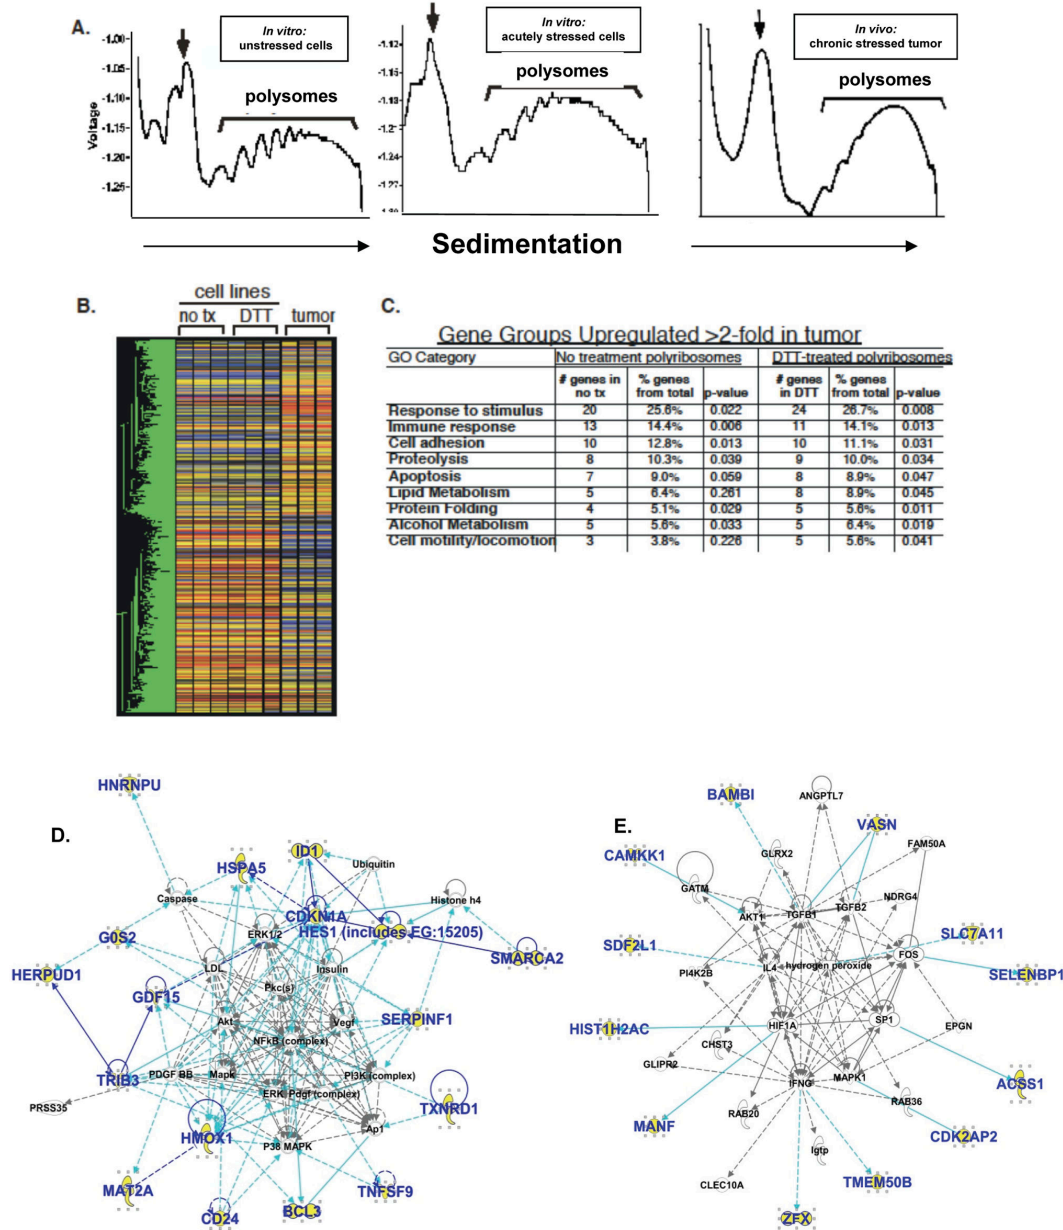 A.
In vitro:
unstressed cells
In vitro:
acutely stressed cells
In vivo:
chronic stressed tumor
polysomes
polysomes
polysomes
Voltage
-1.00
-1.05
-1.10
-1.15
-1.20
-1.25
-1.12
-1.15
-1.2
-1.24
-1.27
Sedimentation
B.
cell lines
no tx DTT tumor
C.
Gene Groups Upregulated >2-fold in tumor
GO Category No treatment polyribosomes DTT-treated polyribosomes
# genes in no tx % genes from total p-value # genes in DTT % genes from total p-value
Response to stimulus 20 25.6% 0.022 24 26.7% 0.008
Immune response 13 14.4% 0.006 11 14.1% 0.013
Cell adhesion 10 12.8% 0.013 10 11.1% 0.031
Proteolysis 8 10.3% 0.039 9 10.0% 0.034
Apoptosis 7 9.0% 0.059 8 8.9% 0.047
Lipid Metabolism 5 6.4% 0.261 8 8.9% 0.045
Protein Folding 4 5.1% 0.029 5 5.6% 0.011
Alcohol Metabolism 5 5.6% 0.033 5 6.4% 0.019
Cell motility/locomotion 3 3.8% 0.226 5 5.6% 0.041
D.
HNRNPU
ID1
HSPA5
Ubiquitin
Caspase
CDKN1A
Histone h4
HES1 (includes EG:15205)
G0S2
ERK1/2
SMARCA2
HERPUD1
LDL
Insulin
GDF15
Pkc(s)
Akt
Vegf
SERPINF1
NFkB (complex)
TRIB3
PDGF BB
Mapk
PI3K (complex)
ERK
Pdgf (complex)
PRSS35
TXNRD1
HMOX1
Ap1
P38 MAPK
MAT2A
TNFSF9
CD24
BCL3
E.
BAMBI
ANGPTL7
VASN
CAMKK1
GLRX2
FAM50A
GATM
NDRG4
AKT1
TGFB1
TGFB2
SDF2L1
SLC7A11
FOS
PI4K2B
IL4
hydrogen peroxide
SELENBP1
HIST1H2AC
HIF1A
SP1
EPGN
CHST3
GLIPR2
IFNG
MAPK1
ACSS1
RAB20
RAB36
MANF
CDK2AP2
Igtp
CLEC10A
TMEM50B
ZFX